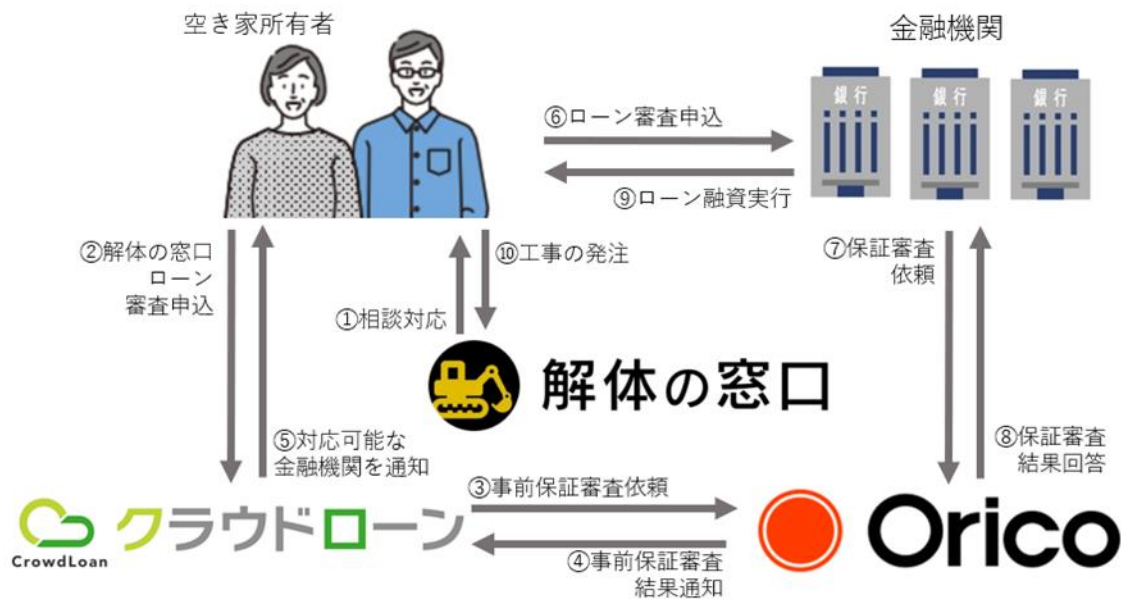 空き家所有者
金融機関
銀行
銀行
銀行
⑥ローン審査申込
⑨ローン融資実行
②解体の窓口
ローン
審査申込
⑩工事の発注
①相談対応
⑦保証審査
依頼
解体の窓口
⑤対応可能な
金融機関を通知
⑧保証審査
結果回答
③事前保証審査依頼
CrowdLoan
クラウドローン
④事前保証審査
結果通知
Orico